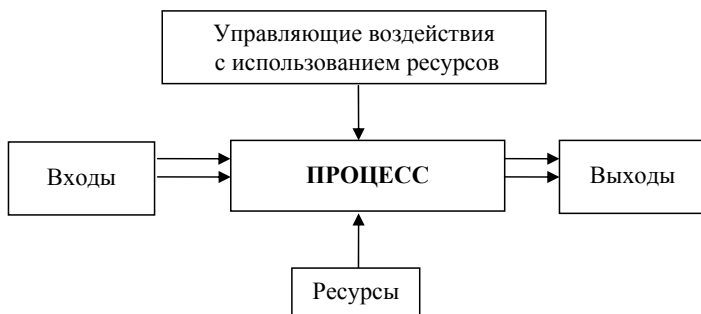 Управляющие воздействия
с использованием ресурсов
Входы
ПРОЦЕСС
Выходы
Ресурсы